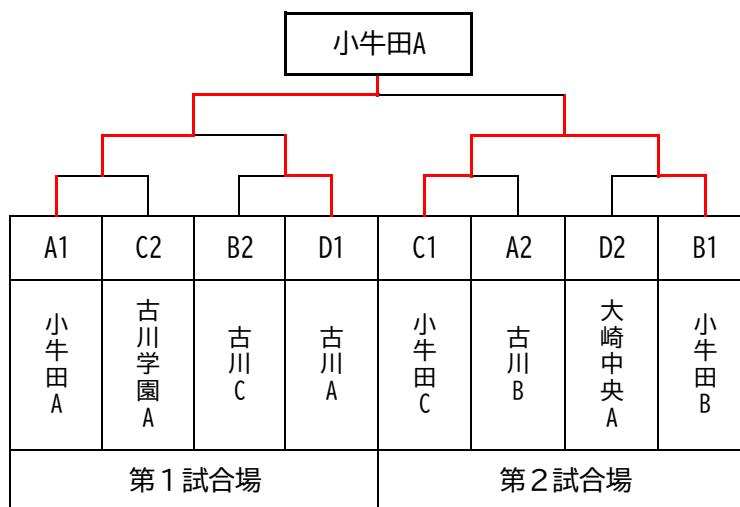 小牛田A
A1
C2
B2
D1
C1
A2
D2
B1
小牛田A
古川学園A
古川C
古川A
小牛田C
古川B
大崎中央A
小牛田B
第1試合場
第2試合場